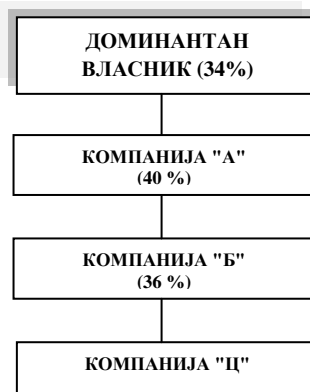 ДОМИНАНТАН
ВЛАСНИК (34%)
КОМПАНИЈА "А"
(40 %)
КОМПАНИЈА "Б"
(36 %)
КОМПАНИЈА "Ц"